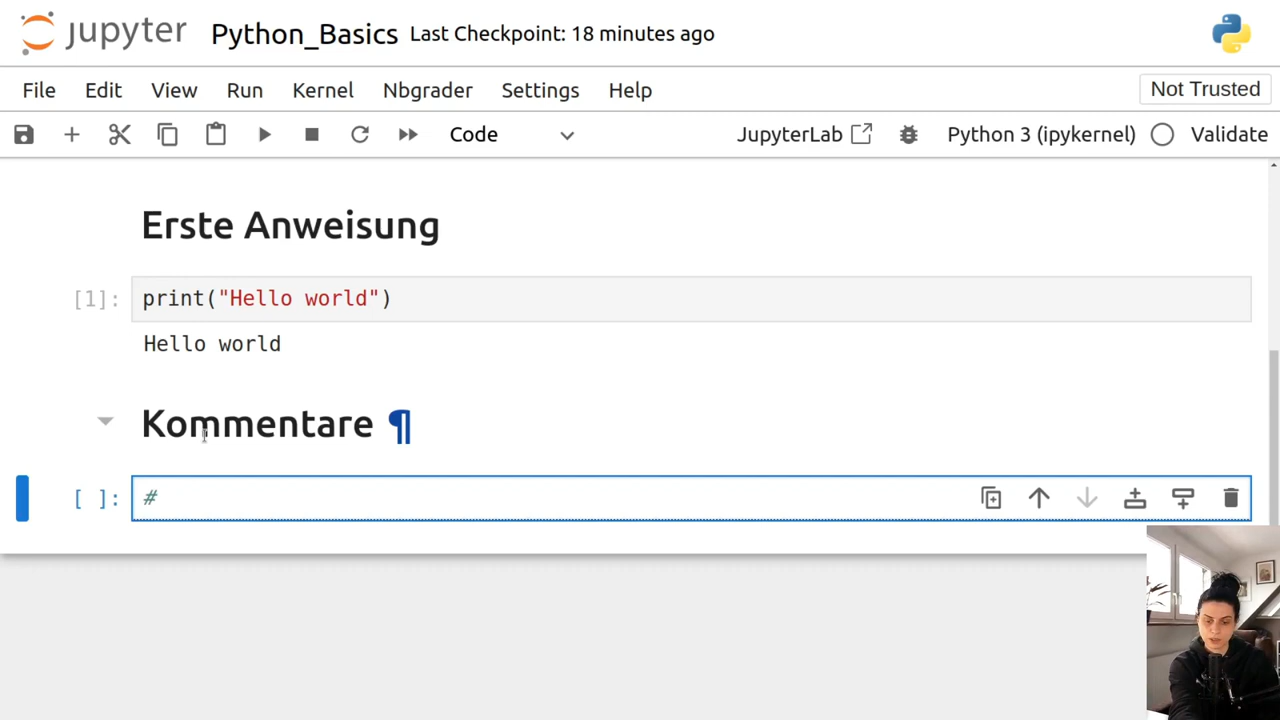 jupyter Python_Basics Last Checkpoint: 18 minutes ago
File Edit View Run Kernel Nbgrader Settings Help Not Trusted
Code JupyterLab Python 3 (ipykernel) Validate
Erste Anweisung
[1]: print("Hello world")
Hello world
Kommentare ¶
[ ]: #